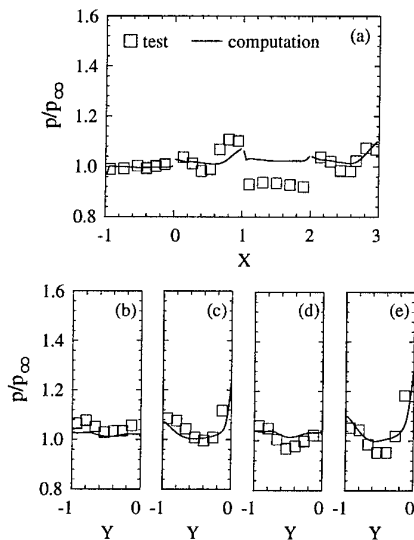 1.6
test
computation
(a)
1.4
p/p∞
1.2
1.0
0.8
-1
0
1
2
3
X
1.6
(b)
(c)
(d)
(e)
1.4
p/p∞
1.2
1.0
0.8
-1
0
-1
0
-1
0
-1
0
Y
Y
Y
Y